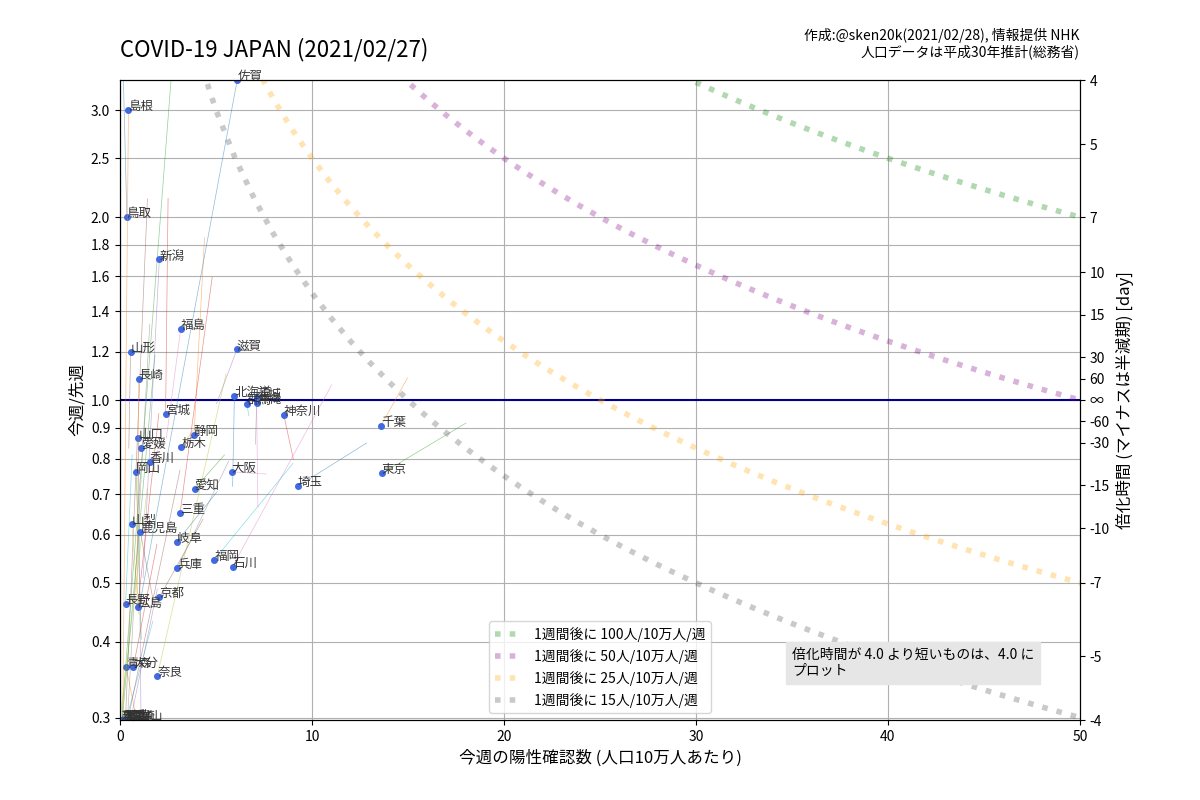 COVID-19 JAPAN (2021/02/27)
作成:@sken20k(2021/02/28), 情報提供 NHK
人口データは平成30年推計(総務省)
佐賀
島根
鳥取
新潟
福島
滋賀
山形
長崎
北海道
宮城
神奈川
千葉
静岡
山口
栃木
愛媛
香川
岡山
大阪
東京
埼玉
愛知
三重
山梨
鹿児島
岐阜
福岡
石川
兵庫
京都
長野
広島
大分
奈良
3.0
2.5
2.0
1.8
1.6
1.4
1.2
1.0
0.9
0.8
0.7
0.6
0.5
0.4
0.3
今週/先週
4
5
7
10
15
30
60
∞
-60
-30
-15
-10
-7
-5
-4
倍化時間 (マイナスは半減期) [day]
1週間後に 100人/10万人/週
1週間後に 50人/10万人/週
1週間後に 25人/10万人/週
1週間後に 15人/10万人/週
倍化時間が 4.0 より短いものは、4.0 に
プロット
0 10 20 30 40 50
今週の陽性確認数 (人口10万人あたり)